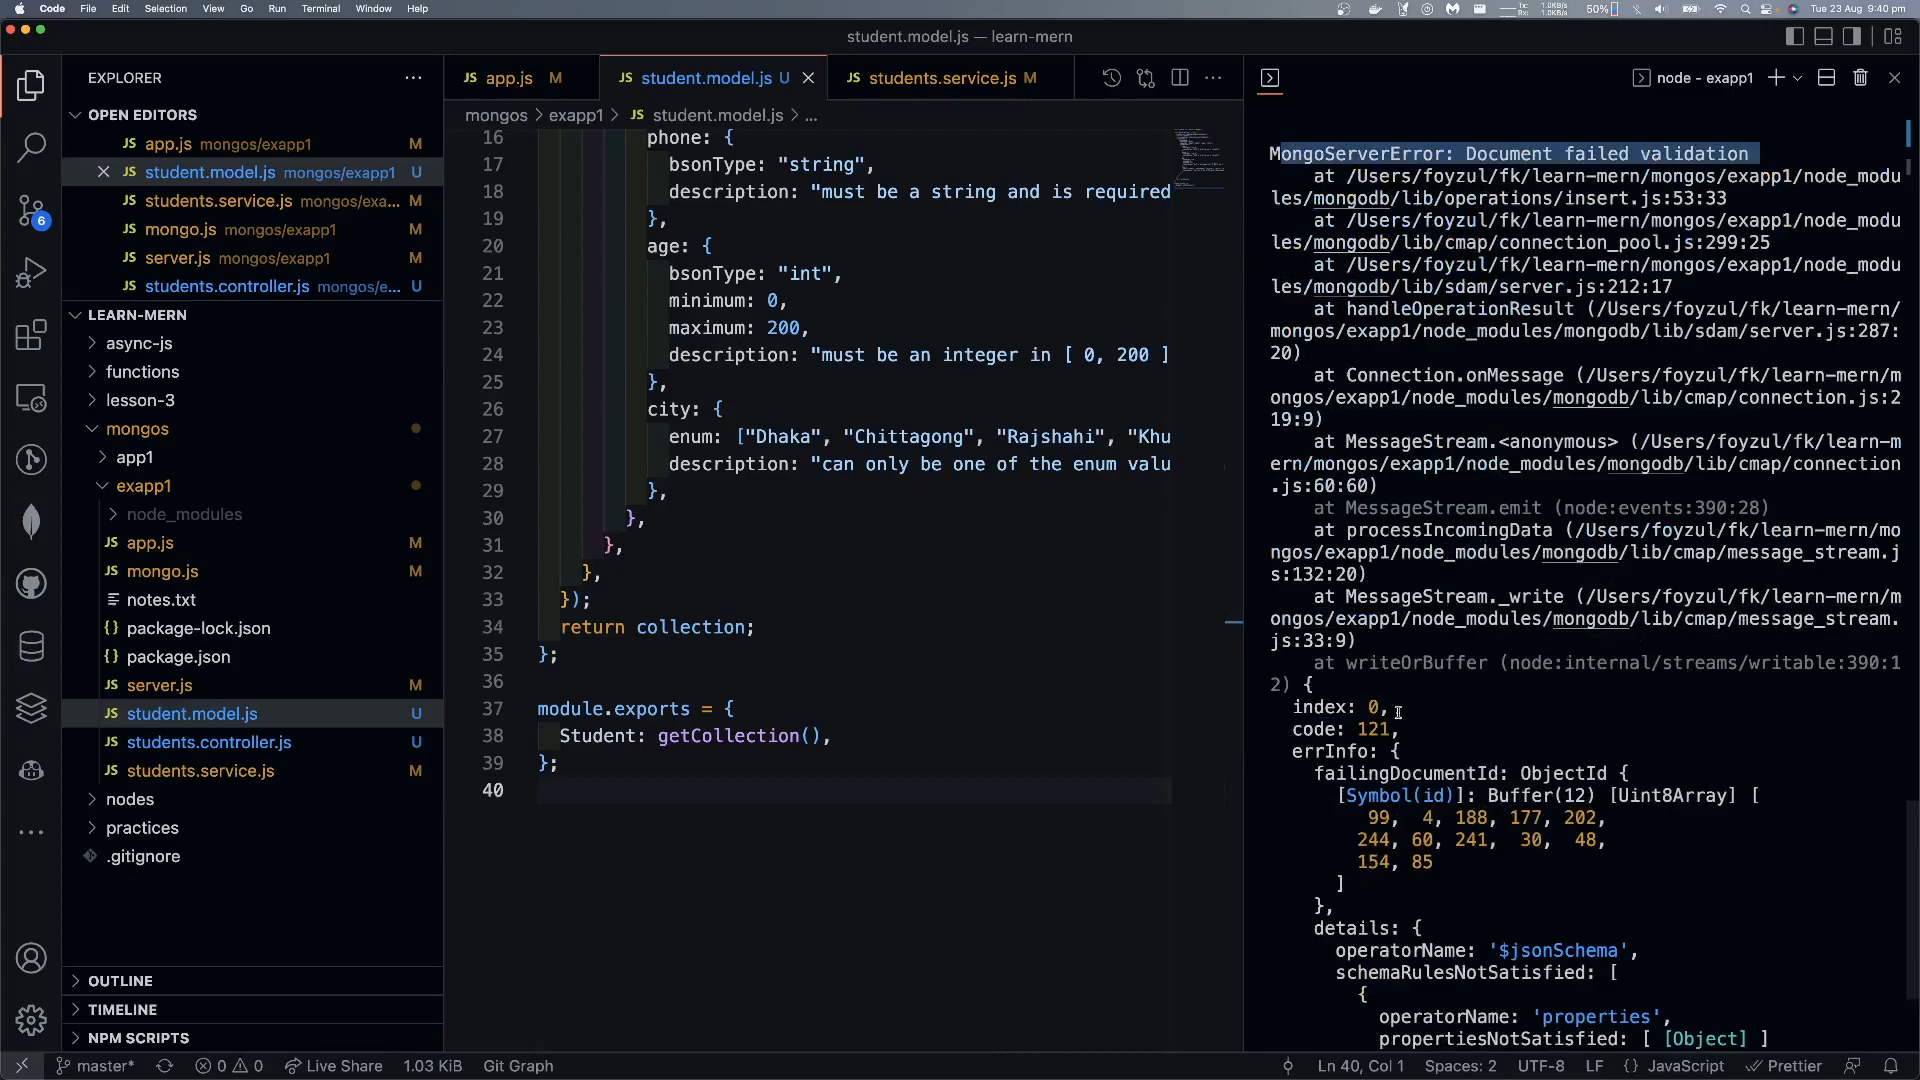 Code File Edit Selection View Go Run Terminal Window Help 50% Tue 23 Aug 9:40 pm
student.model.js — learn-mern
EXPLORER
OPEN EDITORS
JS app.js mongos/exapp1 M
JS student.model.js mongos/exapp1 U
JS students.service.js mongos/exa... M
JS mongo.js mongos/exapp1 M
JS server.js mongos/exapp1 M
JS students.controller.js mongos/e... U
6
LEARN-MERN
async-js
functions
lesson-3
mongos
app1
exapp1
node_modules
JS app.js M
JS mongo.js M
notes.txt
{} package-lock.json
{} package.json
JS server.js M
JS student.model.js U
JS students.controller.js U
JS students.service.js M
nodes
practices
.gitignore
OUTLINE
TIMELINE
NPM SCRIPTS
JS app.js M JS student.model.js U JS students.service.js M
mongos > exapp1 > JS student.model.js > ...
16 phone: {
17 bsonType: "string",
18 description: "must be a string and is required
19 },
20 age: {
21 bsonType: "int",
22 minimum: 0,
23 maximum: 200,
24 description: "must be an integer in [ 0, 200 ]
25 },
26 city: {
27 enum: ["Dhaka", "Chittagong", "Rajshahi", "Khu
28 description: "can only be one of the enum valu
29 },
30 },
31 },
32 },
33 });
34 return collection;
35 };
36
37 module.exports = {
38 Student: getCollection(),
39 };
40
node - exapp1
MongoServerError: Document failed validation
at /Users/foyzul/fk/learn-mern/mongos/exapp1/node_modu
les/mongodb/lib/operations/insert.js:53:33
at /Users/foyzul/fk/learn-mern/mongos/exapp1/node_modu
les/mongodb/lib/cmap/connection_pool.js:299:25
at /Users/foyzul/fk/learn-mern/mongos/exapp1/node_modu
les/mongodb/lib/sdam/server.js:212:17
at handleOperationResult (/Users/foyzul/fk/learn-mern/
mongos/exapp1/node_modules/mongodb/lib/sdam/server.js:287:
20)
at Connection.onMessage (/Users/foyzul/fk/learn-mern/m
ongos/exapp1/node_modules/mongodb/lib/cmap/connection.js:2
19:9)
at MessageStream.<anonymous> (/Users/foyzul/fk/learn-m
ern/mongos/exapp1/node_modules/mongodb/lib/cmap/connection
.js:60:60)
at MessageStream.emit (node:events:390:28)
at processIncomingData (/Users/foyzul/fk/learn-mern/mo
ngos/exapp1/node_modules/mongodb/lib/cmap/message_stream.j
s:132:20)
at MessageStream._write (/Users/foyzul/fk/learn-mern/m
ongos/exapp1/node_modules/mongodb/lib/cmap/message_stream.
js:33:9)
at writeOrBuffer (node:internal/streams/writable:390:1
2) {
index: 0,
code: 121,
errInfo: {
failingDocumentId: ObjectId {
[Symbol(id)]: Buffer(12) [Uint8Array] [
99, 4, 188, 177, 202,
244, 60, 241, 30, 48,
154, 85
]
},
details: {
operatorName: '$jsonSchema',
schemaRulesNotSatisfied: [
{
operatorName: 'properties',
propertiesNotSatisfied: [ [Object] ]
master* 0 0 Live Share 1.03 KiB Git Graph Ln 40, Col 1 Spaces: 2 UTF-8 LF {} JavaScript Prettier